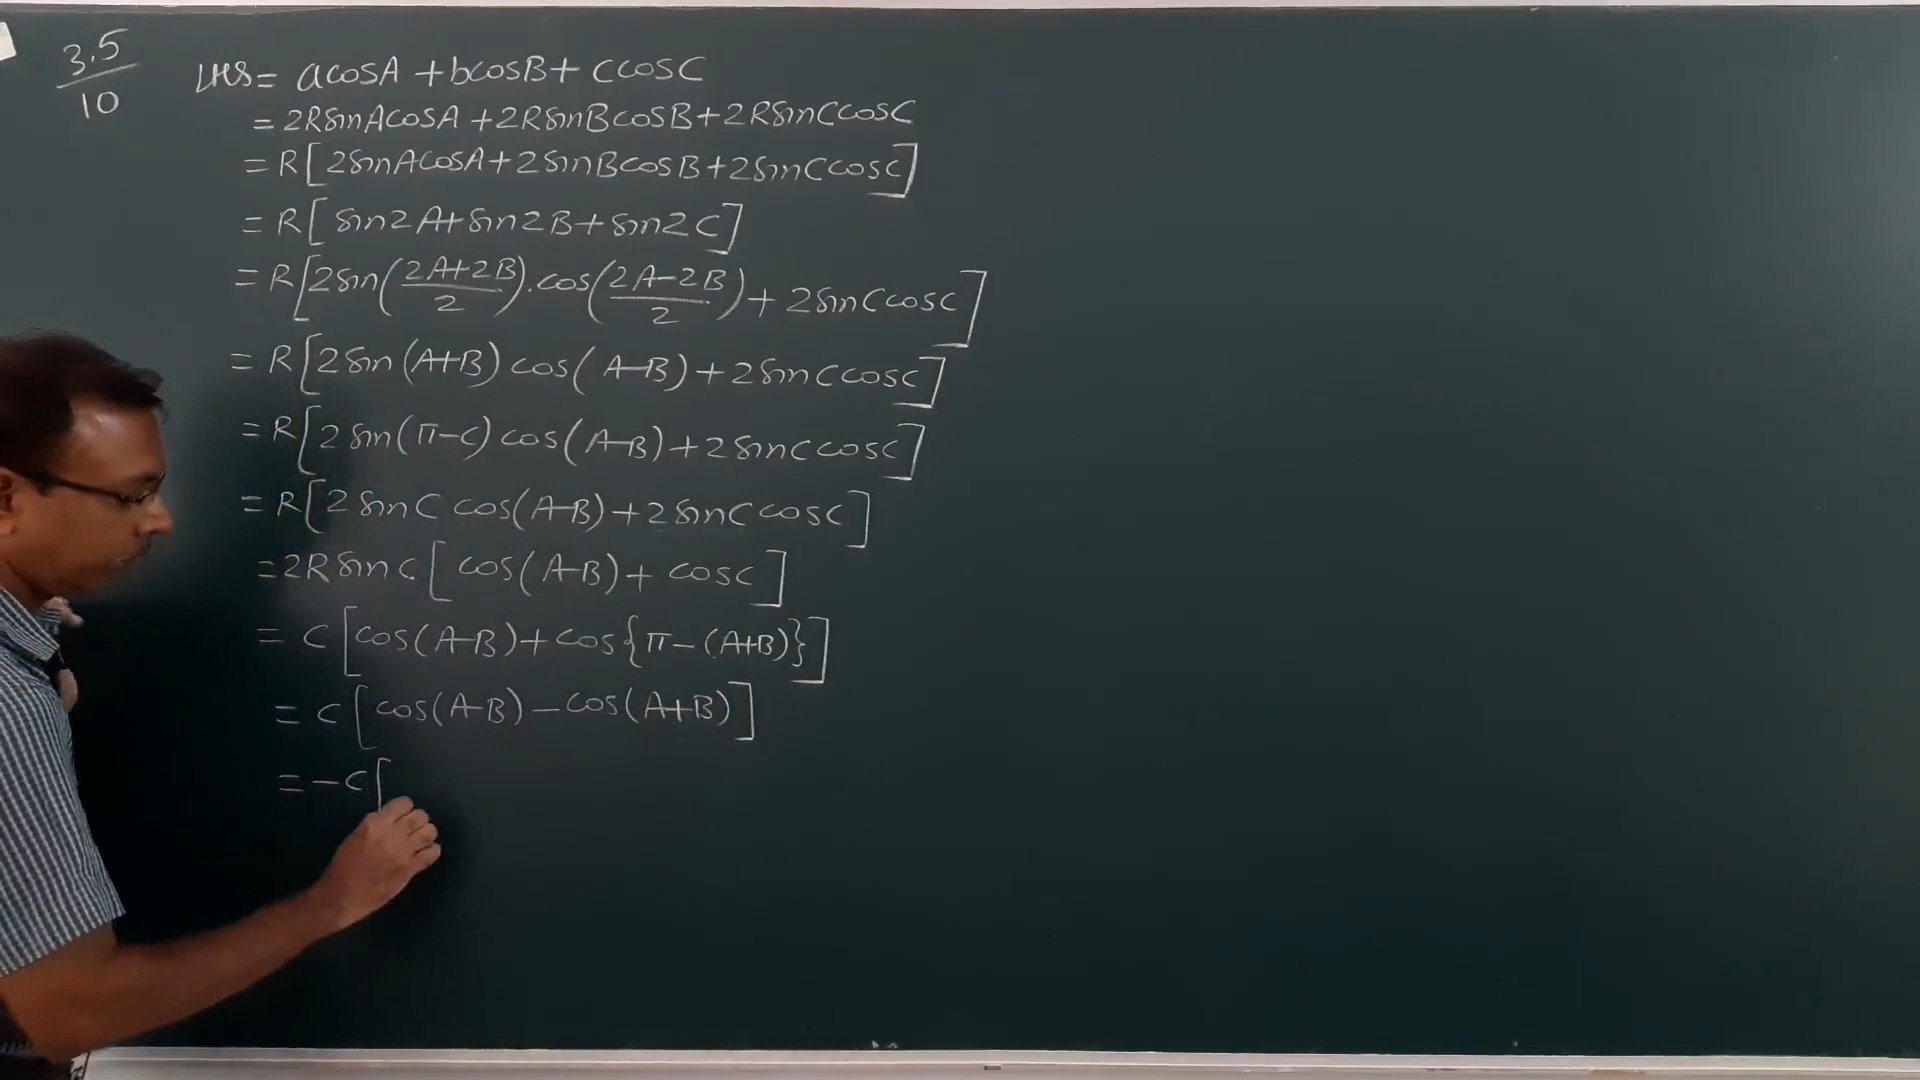 3.5
10
LHS = acosA + bcosB + CcosC
= 2RsinAcosA + 2RsinBcosB + 2RsinCcosC
= R[2sinAcosA + 2sinBcosB + 2sinCcosC]
= R[sin2A + sin2B + sin2C]
= R[2sin((2A+2B)/2).cos((2A-2B)/2) + 2sinCcosC]
= R[2sin(A+B)cos(A-B) + 2sinCcosC]
= R[2sin(π-C)cos(A-B) + 2sinCcosC]
= R[2sinC cos(A-B) + 2sinCcosC]
= 2RsinC[cos(A-B) + cosC]
= C[cos(A-B) + cos{π-(A+B)}]
= C[cos(A-B) - cos(A+B)]
= -C[